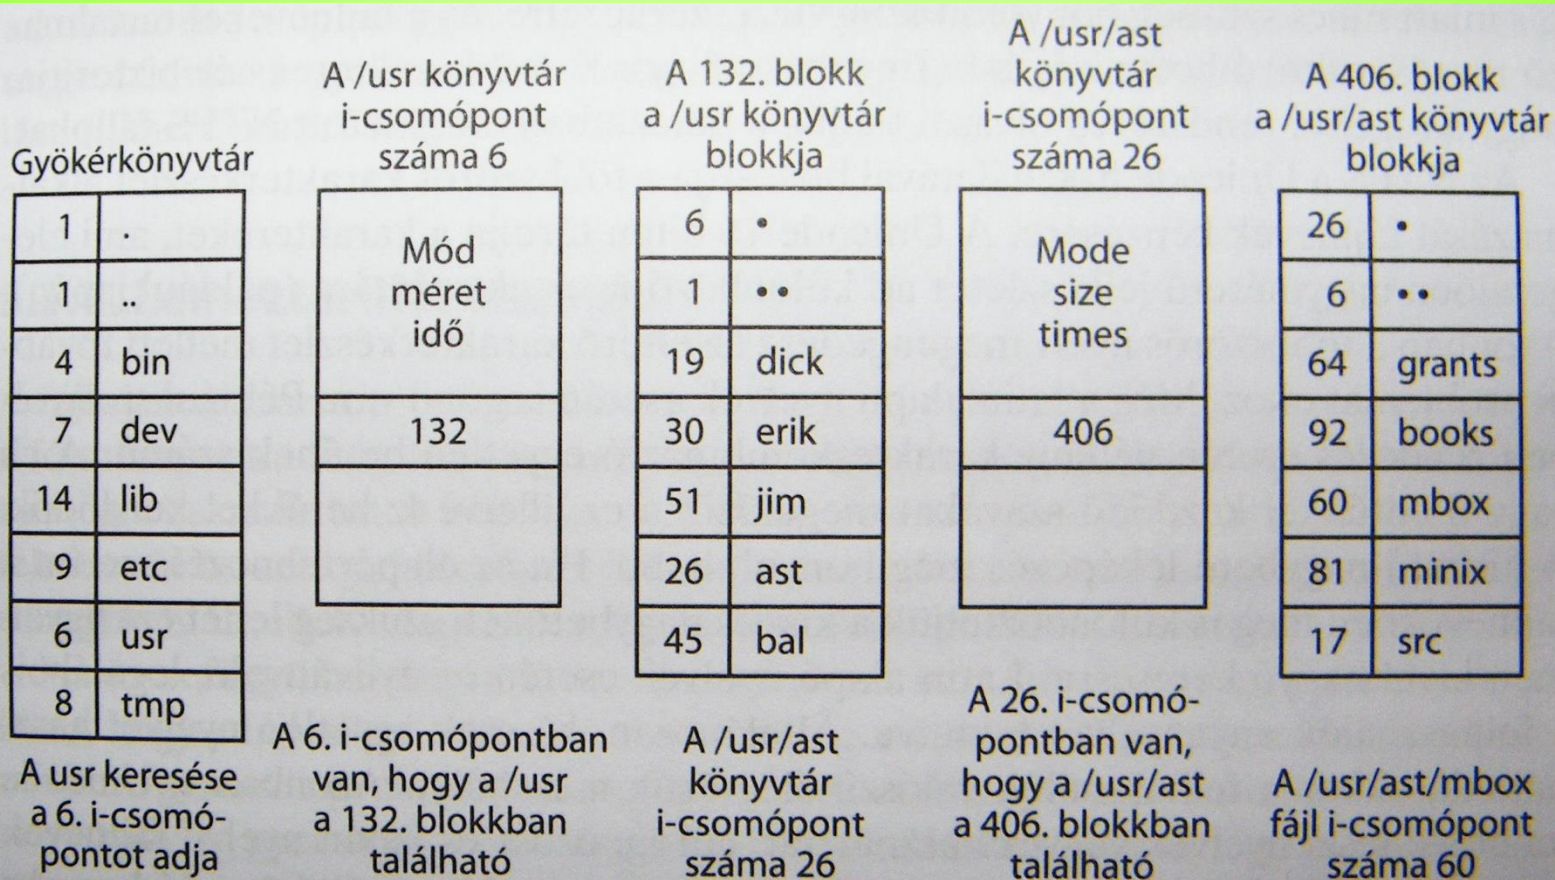 Gyökérkönyvtár
1 .
1 ..
4 bin
7 dev
14 lib
9 etc
6 usr
8 tmp
A usr keresése
a 6. i-csomó-
pontot adja
A /usr könyvtár
i-csomópont
száma 6
Mód
méret
idő
132
A 6. i-csomópontban
van, hogy a /usr
a 132. blokkban
található
A 132. blokk
a /usr könyvtár
blokkja
6 •
1 ••
19 dick
30 erik
51 jim
26 ast
45 bal
A /usr/ast
könyvtár
i-csomópont
száma 26
A /usr/ast
könyvtár
i-csomópont
száma 26
Mode
size
times
406
A 26. i-csomó-
pontban van,
hogy a /usr/ast
a 406. blokkban
található
A 406. blokk
a /usr/ast könyvtár
blokkja
26 •
6 ••
64 grants
92 books
60 mbox
81 minix
17 src
A /usr/ast/mbox
fájl i-csomópont
száma 60